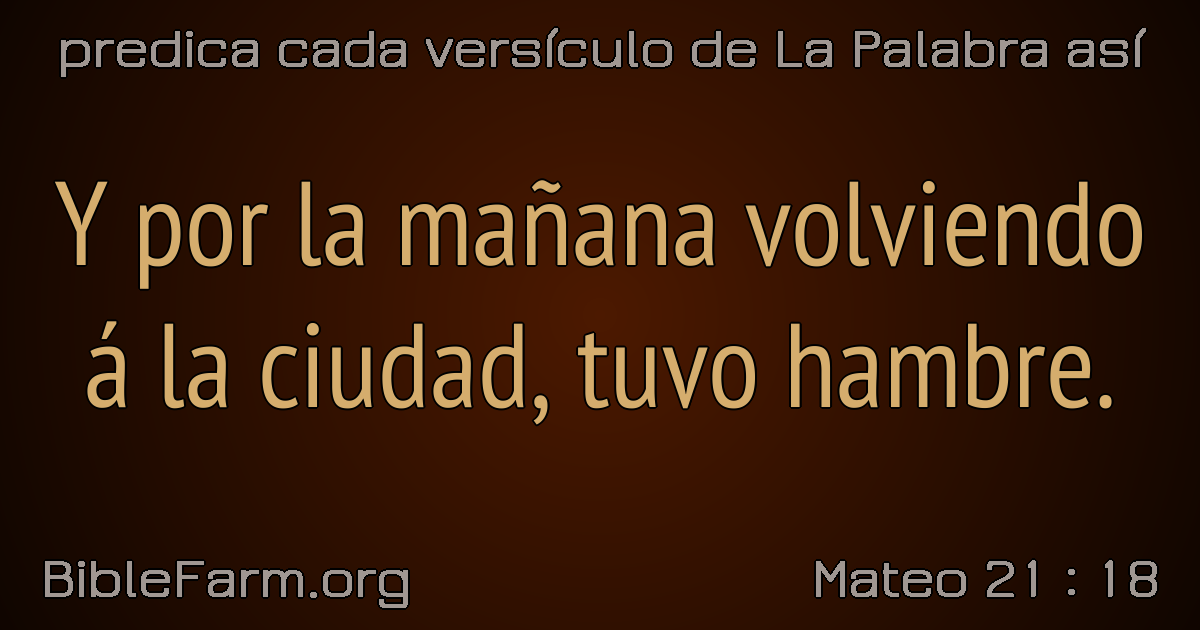 predica cada versículo de La Palabra así
Y por la mañana volviendo
á la ciudad, tuvo hambre.
BibleFarm.org
Mateo 21 : 18